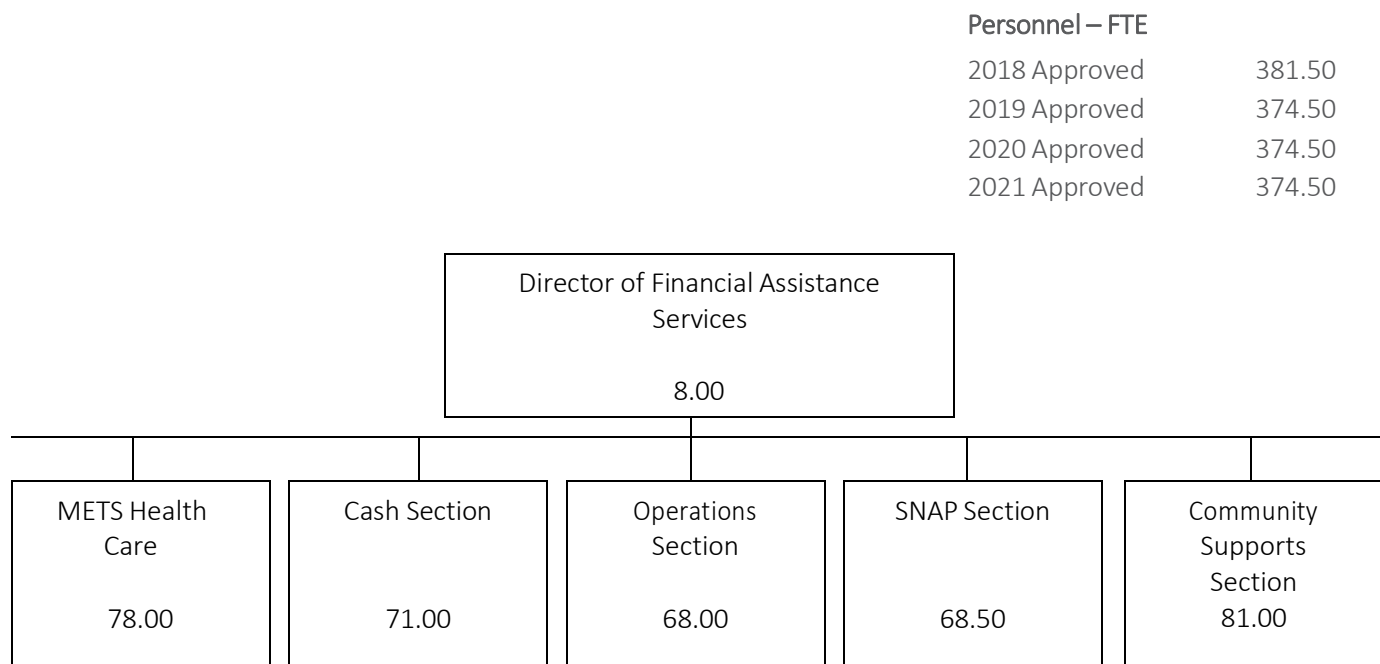 Personnel – FTE
2018 Approved 381.50
2019 Approved 374.50
2020 Approved 374.50
2021 Approved 374.50
Director of Financial Assistance
Services
8.00
METS Health
Care
78.00
Cash Section
71.00
Operations
Section
68.00
SNAP Section
68.50
Community
Supports
Section
81.00